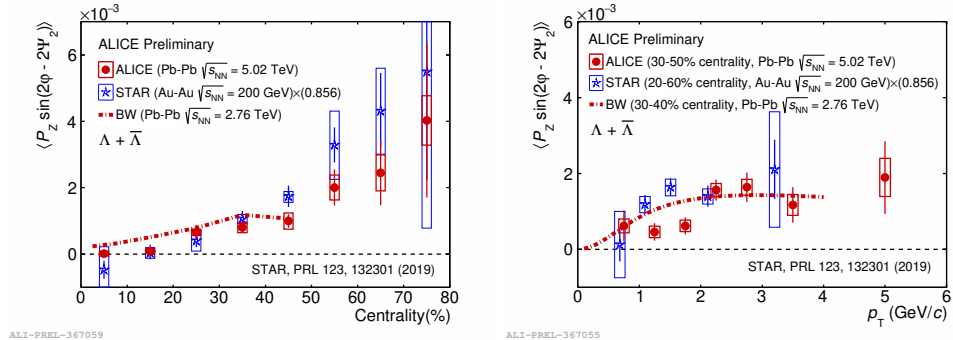 ×10⁻³
⟨P_Z sin(2φ - 2Ψ₂)⟩
6
4
2
0
ALICE Preliminary
ALICE (Pb-Pb √s_NN = 5.02 TeV)
STAR (Au-Au √s_NN = 200 GeV)×(0.856)
BW (Pb-Pb √s_NN = 2.76 TeV)
Λ + Λ̅
STAR, PRL 123, 132301 (2019)
0 10 20 30 40 50 60 70 80
Centrality(%)
ALI-PREL-367059
×10⁻³
⟨P_Z sin(2φ - 2Ψ₂)⟩
6
4
2
0
ALICE Preliminary
ALICE (30-50% centrality, Pb-Pb √s_NN = 5.02 TeV)
STAR (20-60% centrality, Au-Au √s_NN = 200 GeV)×(0.856)
BW (30-40% centrality, Pb-Pb √s_NN = 2.76 TeV)
Λ + Λ̅
STAR, PRL 123, 132301 (2019)
0 1 2 3 4 5 6
p_T (GeV/c)
ALI-PREL-367055